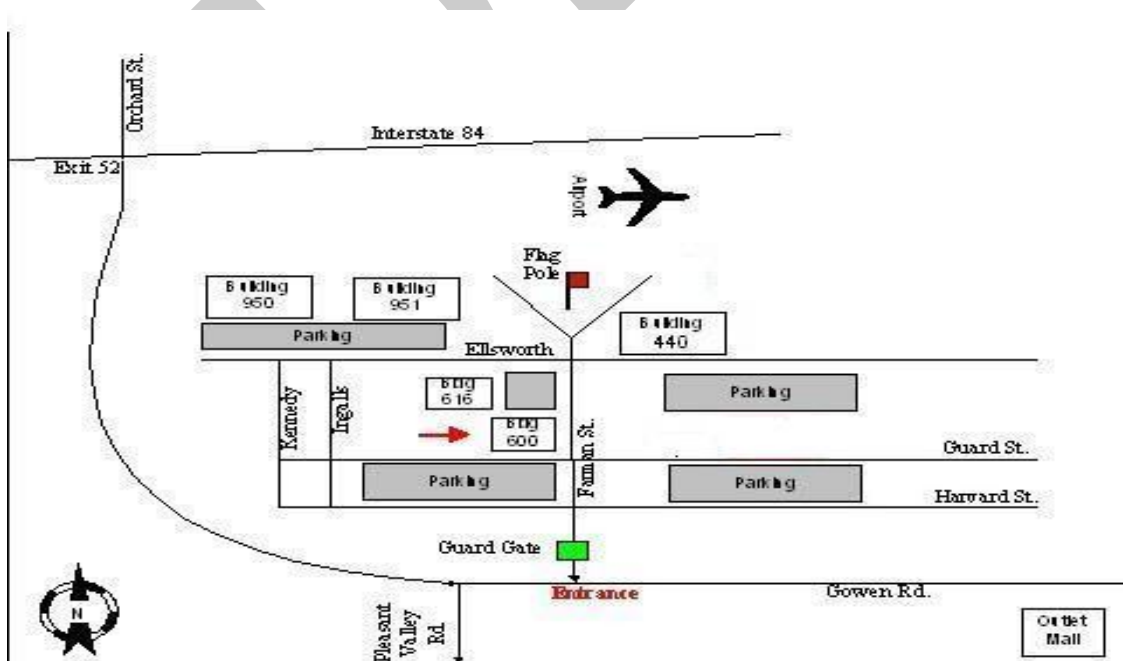 Orchard St.
Interstate 84
Exit 52
Airport
Flag
Pole
Building
950
Building
951
Parking
Building
440
Ellsworth
Kennedy
Ingalls
Bldg
616
Parking
Bldg
600
Farman St.
Guard St.
Parking
Parking
Harvard St.
Guard Gate
Entrance
Gowen Rd.
Pleasant
Valley
Rd.
N
Outlet
Mall